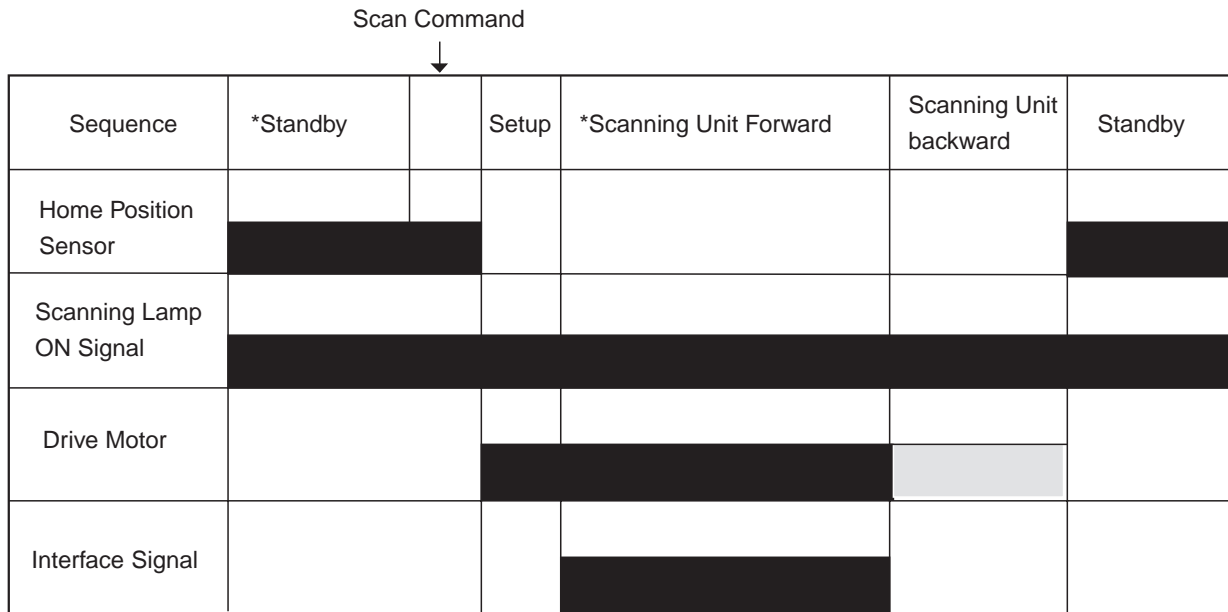 Scan Command
Sequence
*Standby
Setup
*Scanning Unit Forward
Scanning Unit
backward
Standby
Home Position
Sensor
Scanning Lamp
ON Signal
Drive Motor
Interface Signal